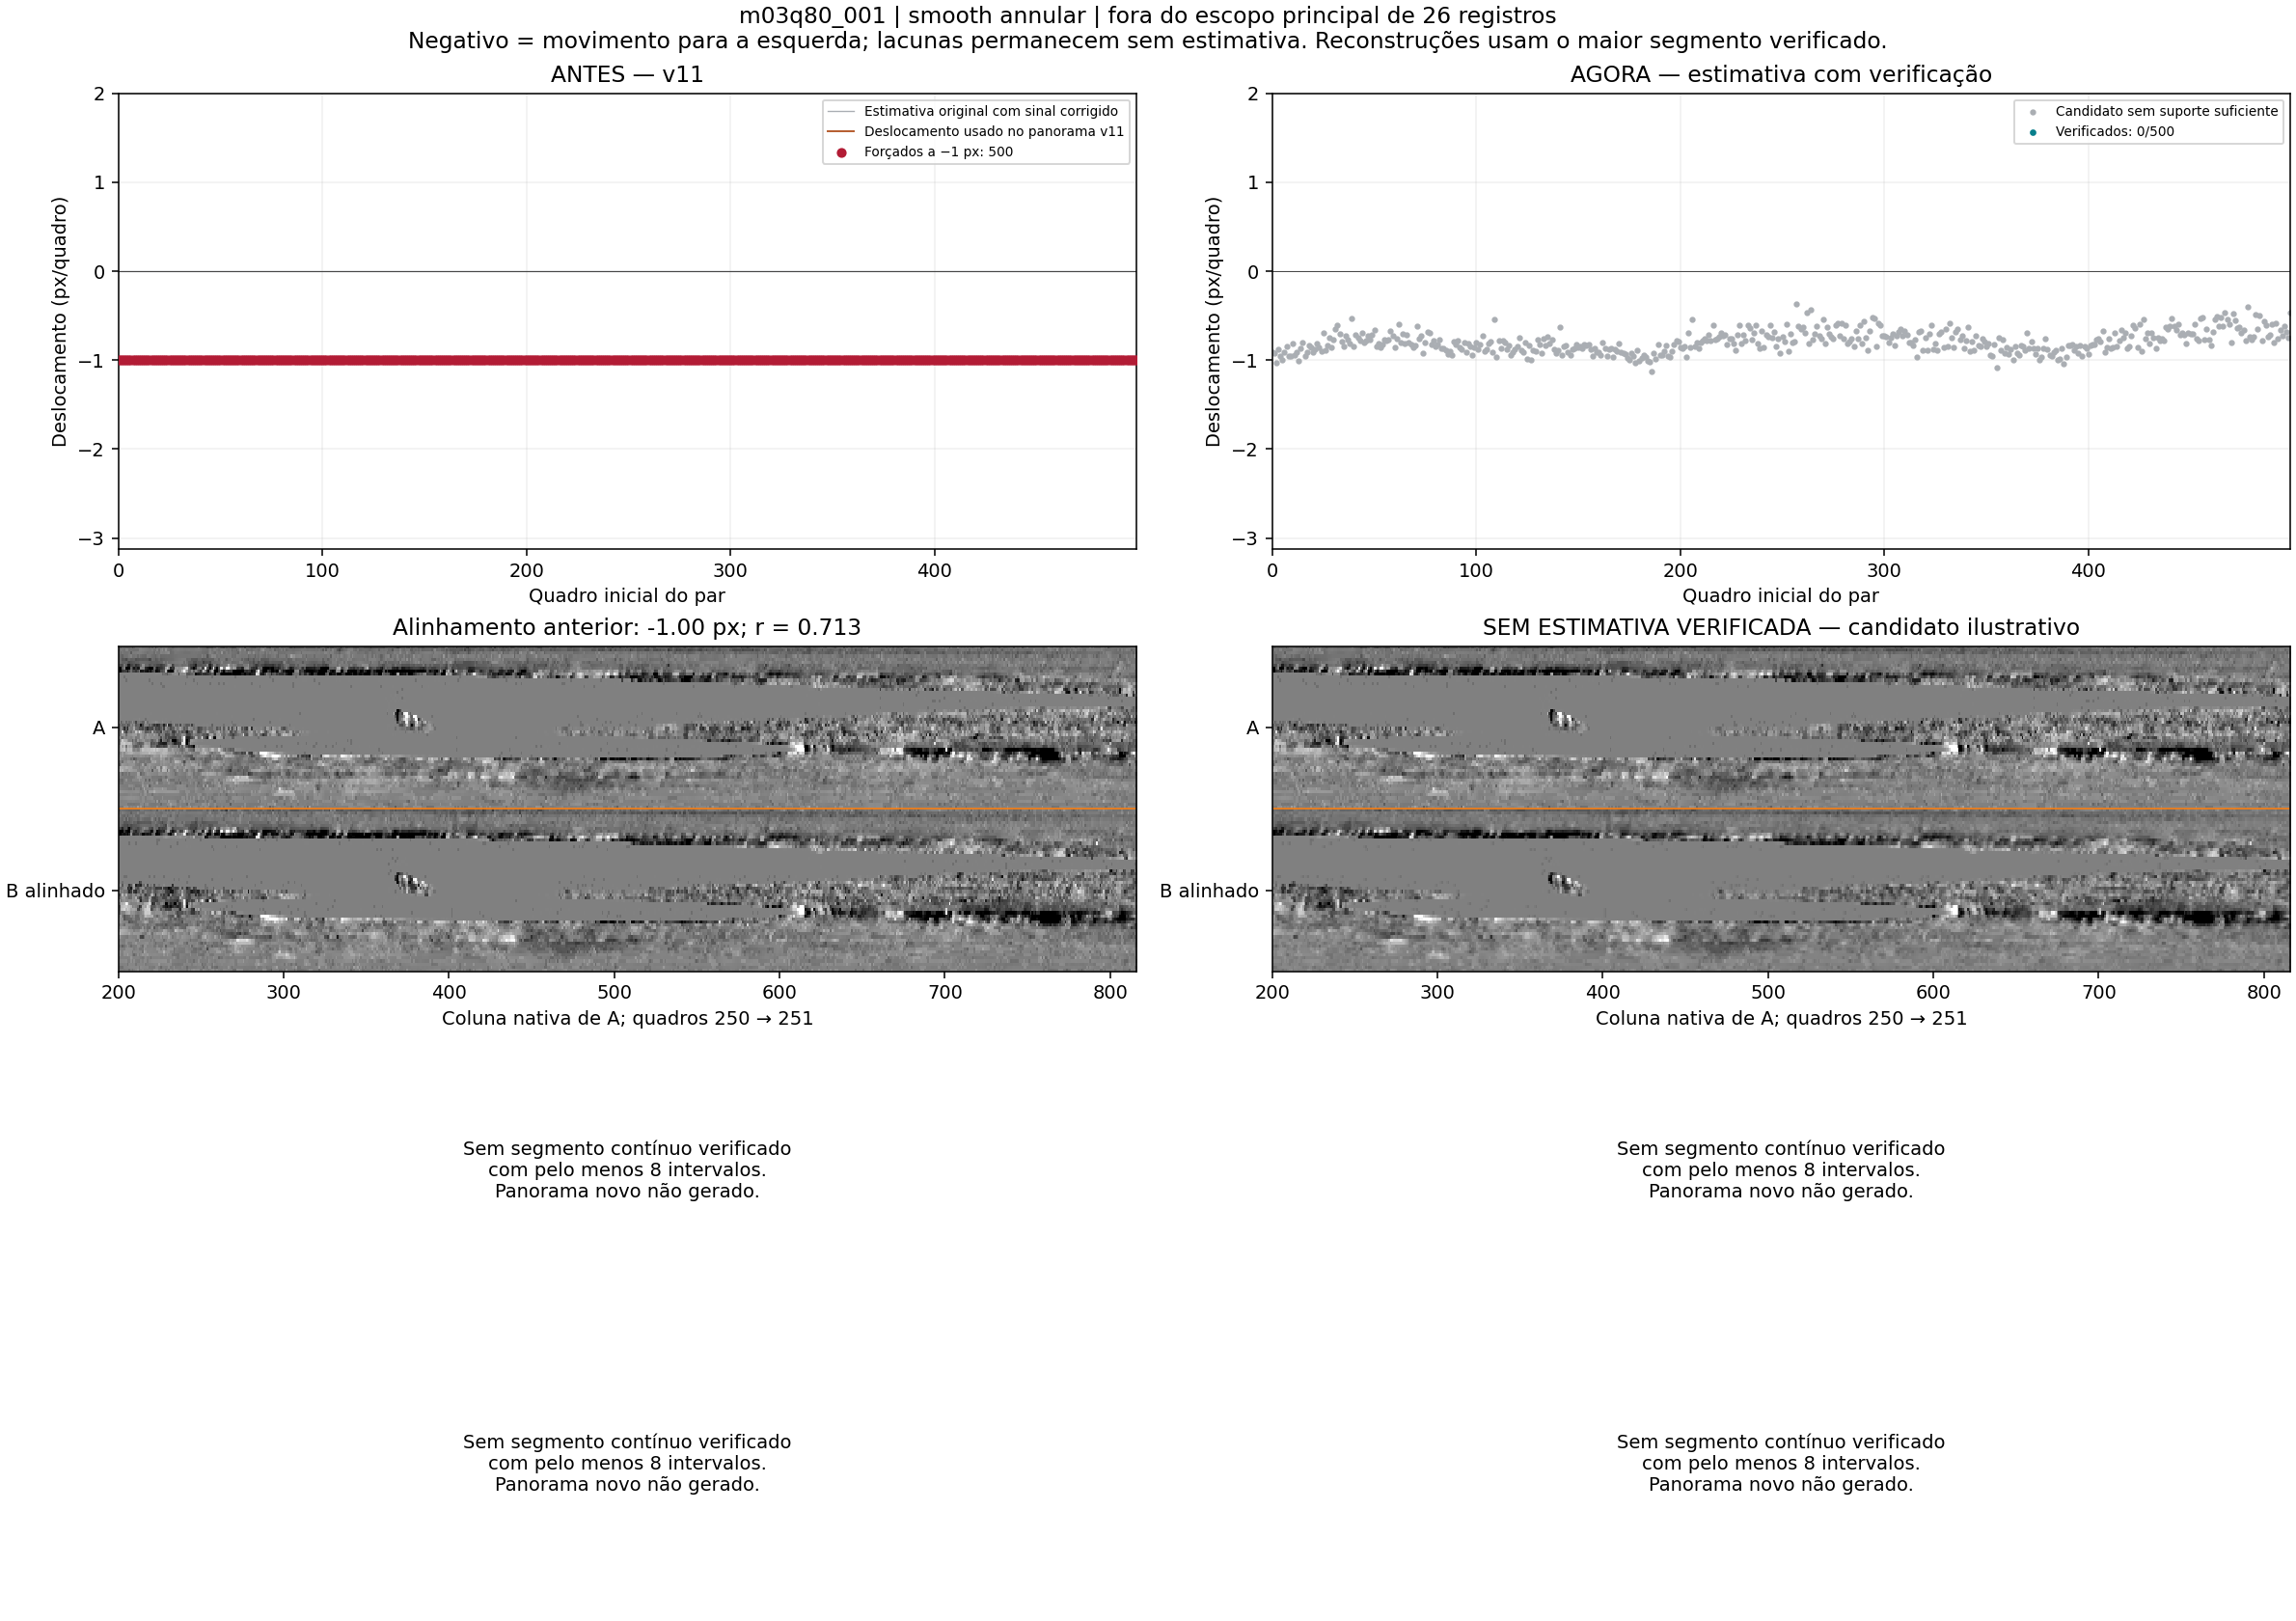 m03q80_001 | smooth annular | fora do escopo principal de 26 registros
Negativo = movimento para a esquerda; lacunas permanecem sem estimativa. Reconstruções usam o maior segmento verificado.
ANTES — v11
Deslocamento (px/quadro)
2
1
0
−1
−2
−3
Estimativa original com sinal corrigido
Deslocamento usado no panorama v11
Forçados a −1 px: 500
0
100
200
300
400
Quadro inicial do par
AGORA — estimativa com verificação
Deslocamento (px/quadro)
2
1
0
−1
−2
−3
Candidato sem suporte suficiente
Verificados: 0/500
0
100
200
300
400
Quadro inicial do par
Alinhamento anterior: -1.00 px; r = 0.713
A
B alinhado
200
300
400
500
600
700
800
Coluna nativa de A; quadros 250 → 251
SEM ESTIMATIVA VERIFICADA — candidato ilustrativo
A
B alinhado
200
300
400
500
600
700
800
Coluna nativa de A; quadros 250 → 251
Sem segmento contínuo verificado
com pelo menos 8 intervalos.
Panorama novo não gerado.
Sem segmento contínuo verificado
com pelo menos 8 intervalos.
Panorama novo não gerado.
Sem segmento contínuo verificado
com pelo menos 8 intervalos.
Panorama novo não gerado.
Sem segmento contínuo verificado
com pelo menos 8 intervalos.
Panorama novo não gerado.